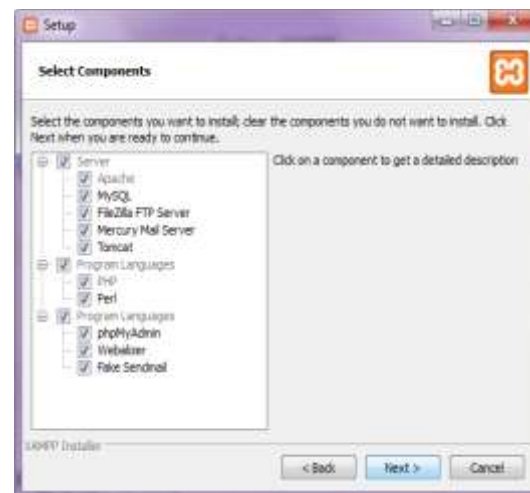 Setup
Select Components
Select the components you want to install; clear the components you do not want to install. Click
Next when you are ready to continue.
Server
Apache
MySQL
FileZilla FTP Server
Mercury Mail Server
Tomcat
Program Languages
PHP
Perl
Program Languages
phpMyAdmin
Webalizer
Fake Sendmail
Click on a component to get a detailed description
XAMPP Installer
< Back
Next >
Cancel